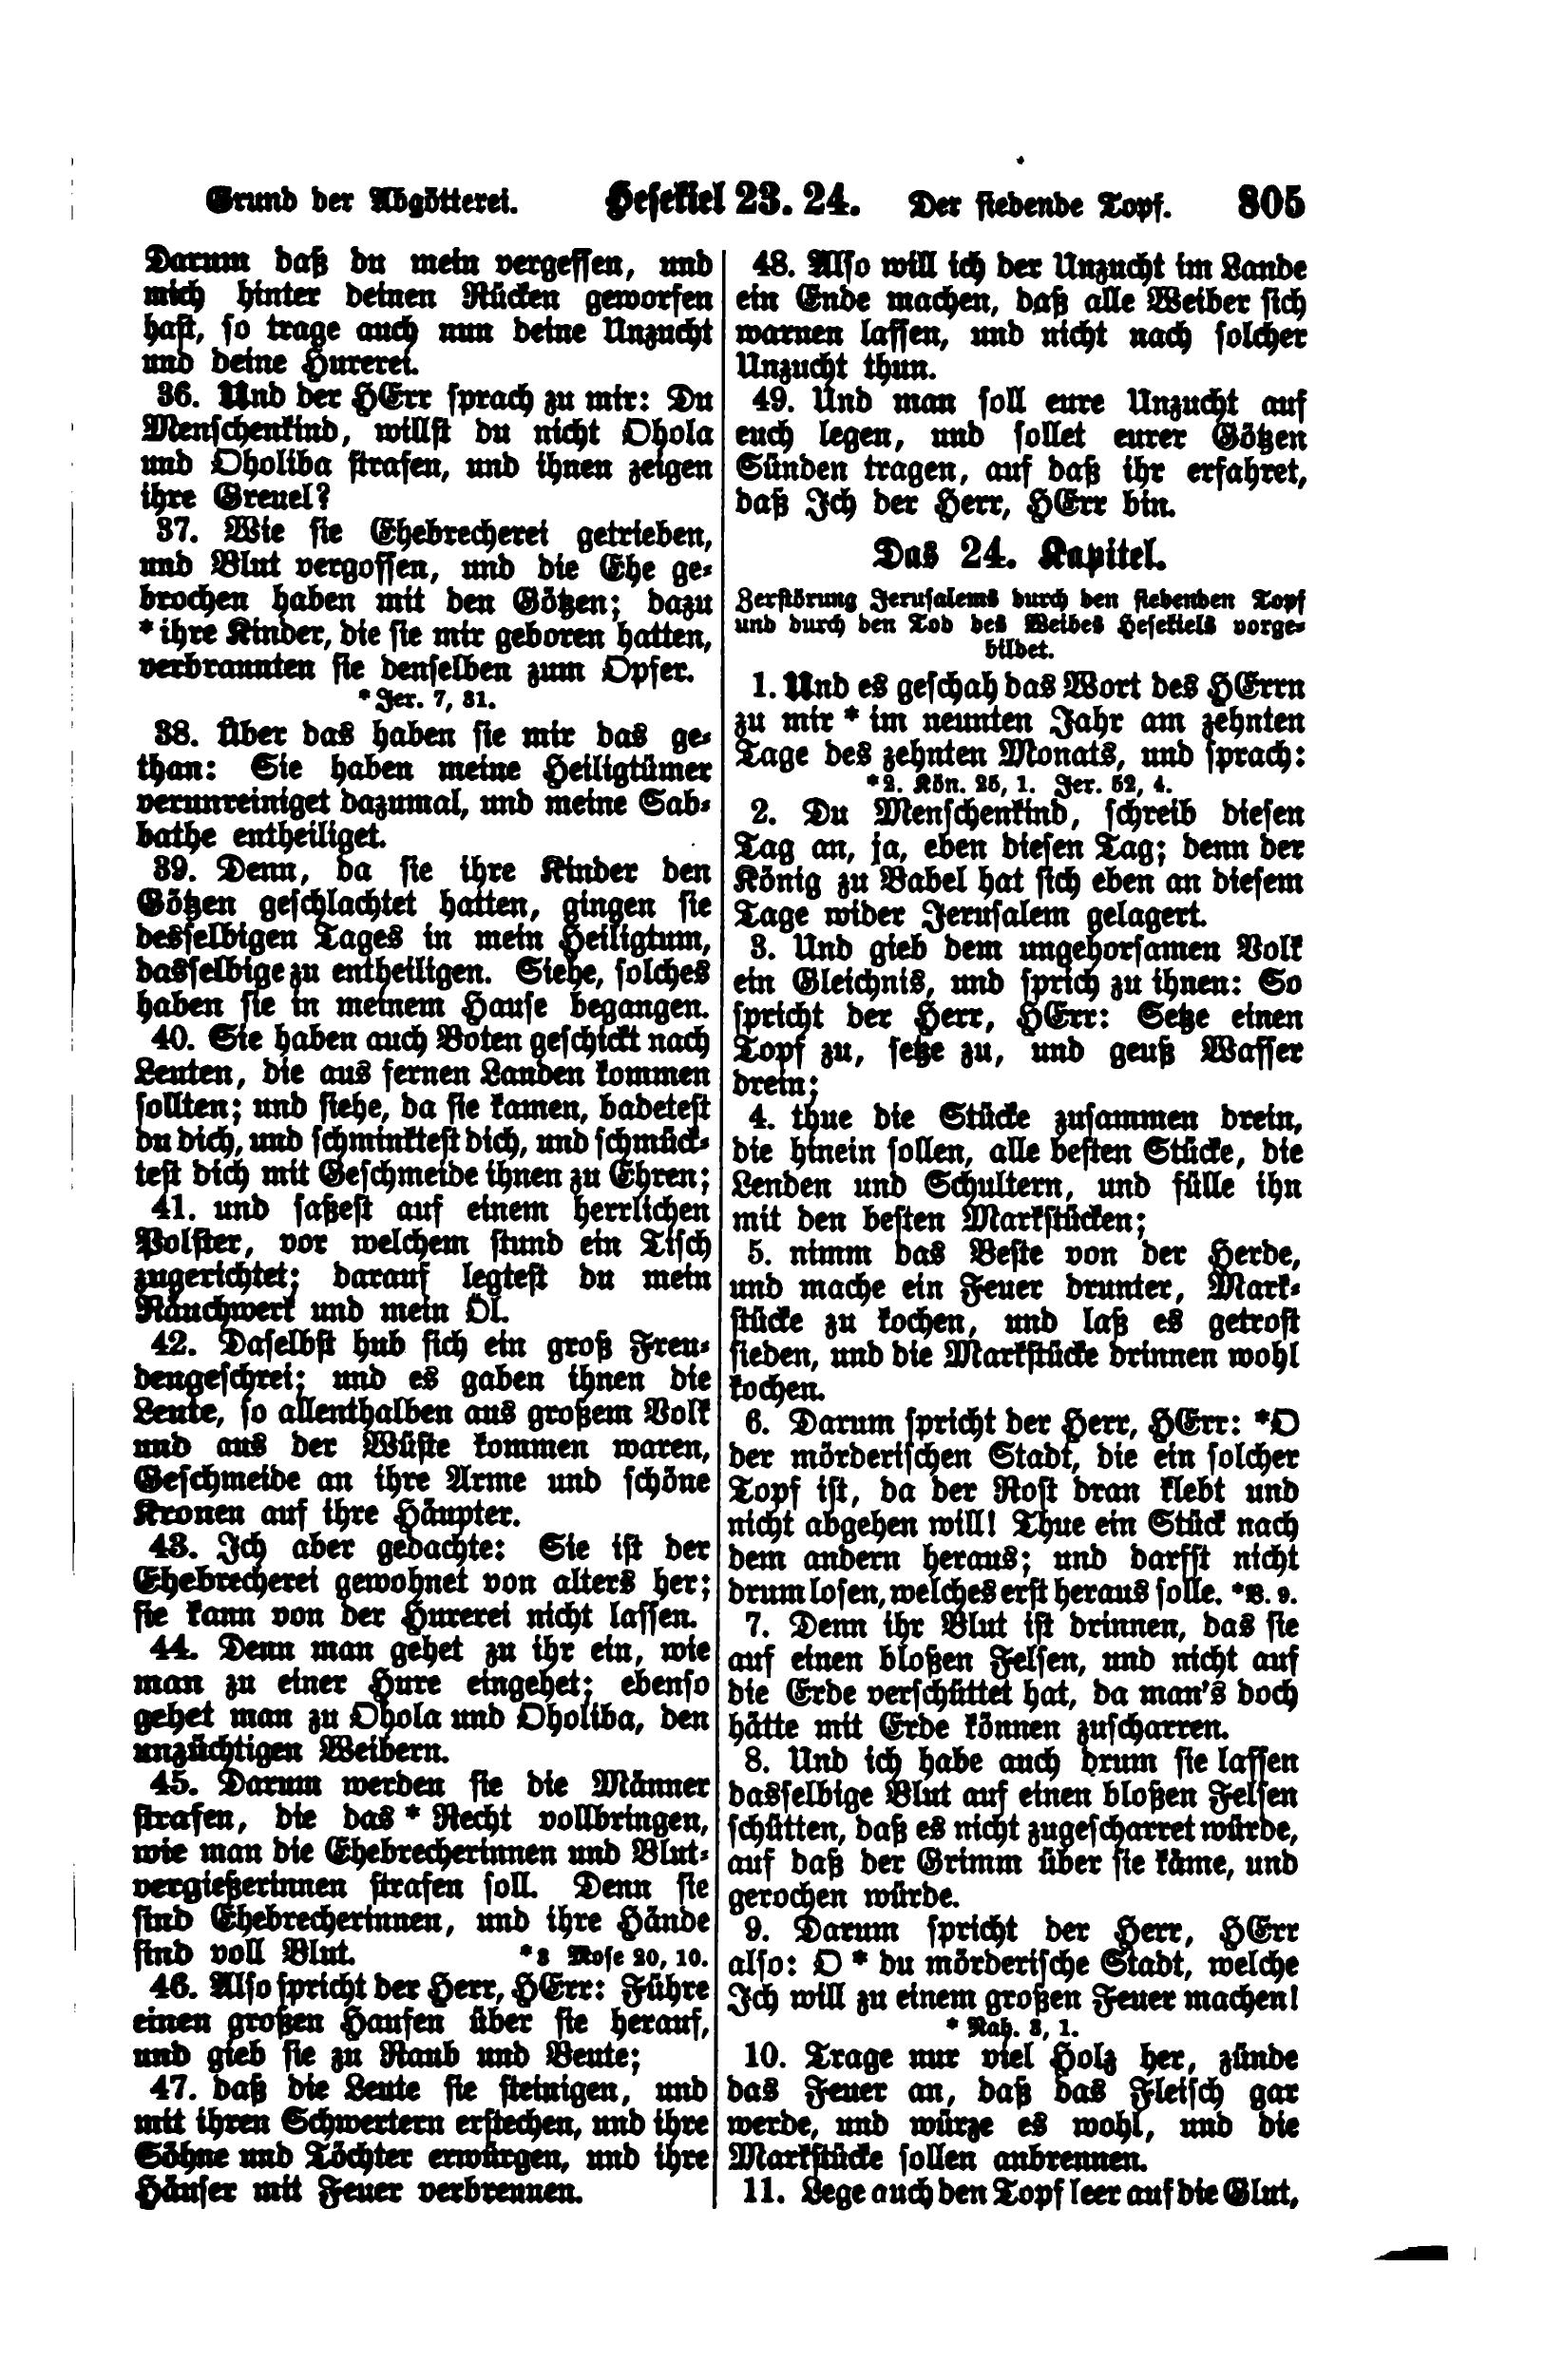 Grund der Abgötterei. Hesekiel 23. 24. Der siedende Topf. 805
Darum daß du mein vergessen, und
mich hinter deinen Rücken geworfen
hast, so trage auch nun deine Unzucht
und deine Hurerei.
36. Und der HErr sprach zu mir: Du
Menschenkind, willst du nicht Ohola
und Oholiba strafen, und ihnen zeigen
ihre Greuel?
37. Wie sie Ehebrecherei getrieben,
und Blut vergossen, und die Ehe ge-
brochen haben mit den Götzen; dazu
* ihre Kinder, die sie mir geboren hatten,
verbrannten sie denselben zum Opfer.
* Jer. 7, 31.
38. Über das haben sie mir das ge-
than: Sie haben meine Heiligtümer
verunreiniget dazumal, und meine Sab-
bathe entheiliget.
39. Denn, da sie ihre Kinder den
Götzen geschlachtet hatten, gingen sie
desselbigen Tages in mein Heiligtum,
dasselbige zu entheiligen. Siehe, solches
haben sie in meinem Hause begangen.
40. Sie haben auch Boten geschickt nach
Leuten, die aus fernen Landen kommen
sollten; und siehe, da sie kamen, badetest
du dich, und schminktest dich, und schmück-
test dich mit Geschmeide ihnen zu Ehren;
41. und saßest auf einem herrlichen
Polster, vor welchem stund ein Tisch
zugerichtet; darauf legtest du mein
Räuchwerk und mein Öl.
42. Daselbst hub sich ein groß Freu-
dengeschrei; und es gaben ihnen die
Leute, so allenthalben aus großem Volk
und aus der Wüste kommen waren,
Geschmeide an ihre Arme und schöne
Kronen auf ihre Häupter.
43. Ich aber gedachte: Sie ist der
Ehebrecherei gewohnet von alters her;
sie kann von der Hurerei nicht lassen.
44. Denn man gehet zu ihr ein, wie
man zu einer Hure eingehet; ebenso
gehet man zu Ohola und Oholiba, den
unzüchtigen Weibern.
45. Darum werden sie die Männer
strafen, die das * Recht vollbringen,
wie man die Ehebrecherinnen und Blut-
vergießerinnen strafen soll. Denn sie
sind Ehebrecherinnen, und ihre Hände
sind voll Blut. *3 Mose 20, 10.
46. Also spricht der Herr, HErr: Führe
einen großen Haufen über sie herauf,
und gieb sie zu Raub und Beute;
47. daß die Leute sie steinigen, und
mit ihren Schwertern erstechen, und ihre
Söhne und Töchter erwürgen, und ihre
Häuser mit Feuer verbrennen.
48. Also will ich der Unzucht im Lande
ein Ende machen, daß alle Weiber sich
warnen lassen, und nicht nach solcher
Unzucht thun.
49. Und man soll eure Unzucht auf
euch legen, und sollet eurer Götzen
Sünden tragen, auf daß ihr erfahret,
daß Ich der Herr, HErr bin.
Das 24. Kapitel.
Zerstörung Jerusalems durch den siedenden Topf
und durch den Tod des Weibes Hesekiels vorge-
bildet.
1. Und es geschah das Wort des HErrn
zu mir * im neunten Jahr am zehnten
Tage des zehnten Monats, und sprach:
*2. Kön. 25, 1. Jer. 52, 4.
2. Du Menschenkind, schreib diesen
Tag an, ja, eben diesen Tag; denn der
König zu Babel hat sich eben an diesem
Tage wider Jerusalem gelagert.
3. Und gieb dem ungehorsamen Volk
ein Gleichnis, und sprich zu ihnen: So
spricht der Herr, HErr: Setze einen
Topf zu, setze zu, und geuß Wasser
drein;
4. thue die Stücke zusammen drein,
die hinein sollen, alle besten Stücke, die
Lenden und Schultern, und fülle ihn
mit den besten Markstücken;
5. nimm das Beste von der Herde,
und mache ein Feuer drunter, Mark-
stücke zu kochen, und laß es getrost
sieden, und die Markstücke drinnen wohl
kochen.
6. Darum spricht der Herr, HErr: *O
der mörderischen Stadt, die ein solcher
Topf ist, da der Rost dran klebt und
nicht abgehen will! Thue ein Stück nach
dem andern heraus; und darfst nicht
drum losen, welches erst heraus solle. *V. 9.
7. Denn ihr Blut ist drinnen, das sie
auf einen bloßen Felsen, und nicht auf
die Erde verschüttet hat, da man's doch
hätte mit Erde können zuscharren.
8. Und ich habe auch drum sie lassen
dasselbige Blut auf einen bloßen Felsen
schütten, daß es nicht zugescharret würde,
auf daß der Grimm über sie käme, und
gerochen würde.
9. Darum spricht der Herr, HErr
also: O * du mörderische Stadt, welche
Ich will zu einem großen Feuer machen!
* Nah. 3, 1.
10. Trage nur viel Holz her, zünde
das Feuer an, daß das Fleisch gar
werde, und würze es wohl, und die
Markstücke sollen anbrennen.
11. Lege auch den Topf leer auf die Glut,